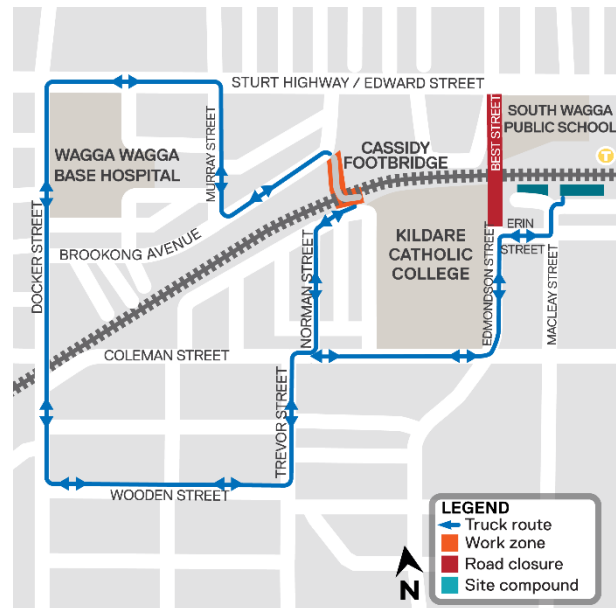 STURT HIGHWAY / EDWARD STREET
SOUTH WAGGA
PUBLIC SCHOOL
BEST STREET
MURRAY STREET
WAGGA WAGGA
BASE HOSPITAL
CASSIDY
FOOTBRIDGE
T
DOCKER STREET
BROOKONG AVENUE
NORMAN STREET
KILDARE
CATHOLIC
COLLEGE
EDMONDSON STREET
ERIN
STREET
MACLEAY STREET
COLEMAN STREET
TREVOR STREET
WOODEN STREET
LEGEND
Truck route
Work zone
Road closure
Site compound
N